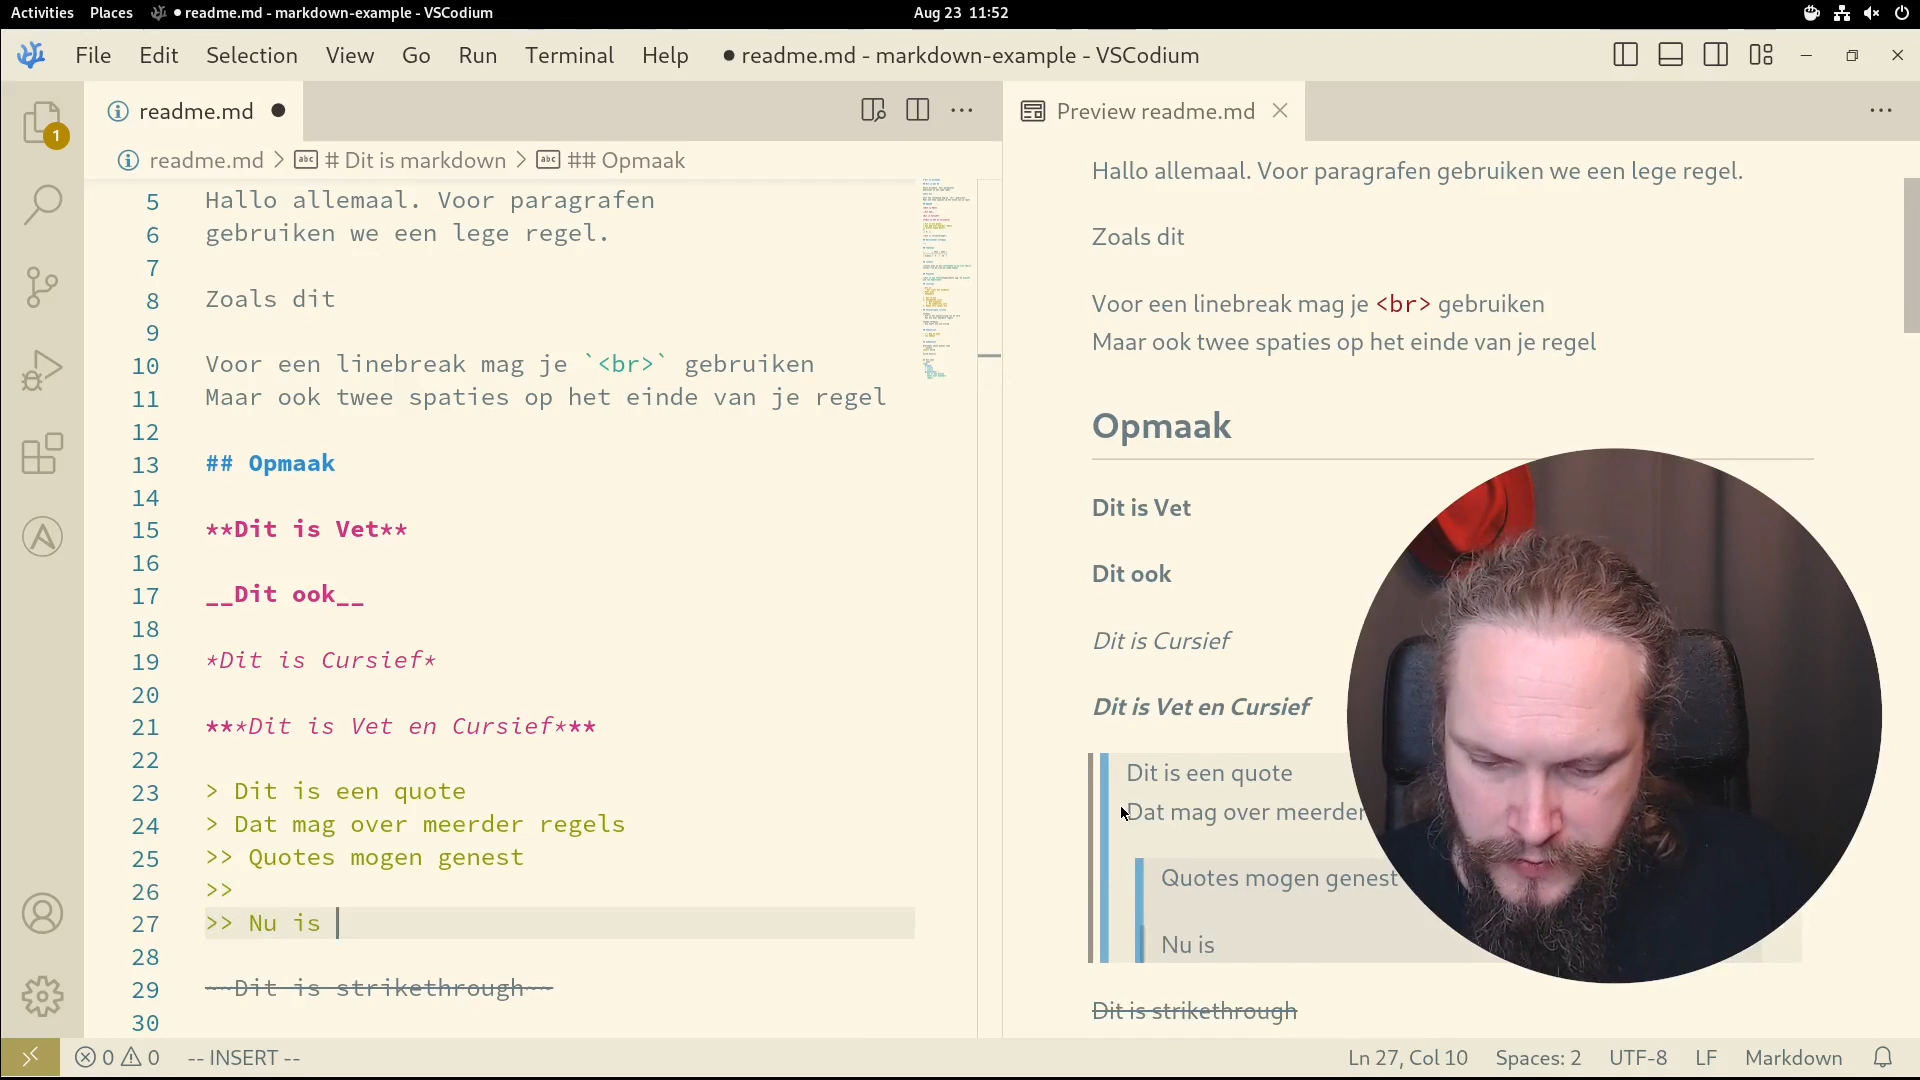 Activities Places ● readme.md - markdown-example - VSCodium Aug 23 11:52
File Edit Selection View Go Run Terminal Help ● readme.md - markdown-example - VSCodium
readme.md ● ···
Preview readme.md ···
1
readme.md > # Dit is markdown > ## Opmaak
5 Hallo allemaal. Voor paragrafen
6 gebruiken we een lege regel.
7
8 Zoals dit
9
10 Voor een linebreak mag je `<br>` gebruiken
11 Maar ook twee spaties op het einde van je regel
12
13 ## Opmaak
14
15 **Dit is Vet**
16
17 __Dit ook__
18
19 *Dit is Cursief*
20
21 ***Dit is Vet en Cursief***
22
23 > Dit is een quote
24 > Dat mag over meerder regels
25 >> Quotes mogen genest
26 >>
27 >> Nu is
28
29 ~~Dit is strikethrough~~
30
Hallo allemaal. Voor paragrafen gebruiken we een lege regel.
Zoals dit
Voor een linebreak mag je <br> gebruiken
Maar ook twee spaties op het einde van je regel
Opmaak
Dit is Vet
Dit ook
Dit is Cursief
Dit is Vet en Cursief
Dit is een quote
Dat mag over meerder
Quotes mogen genest
Nu is
Dit is strikethrough
0 0 -- INSERT -- Ln 27, Col 10 Spaces: 2 UTF-8 LF Markdown